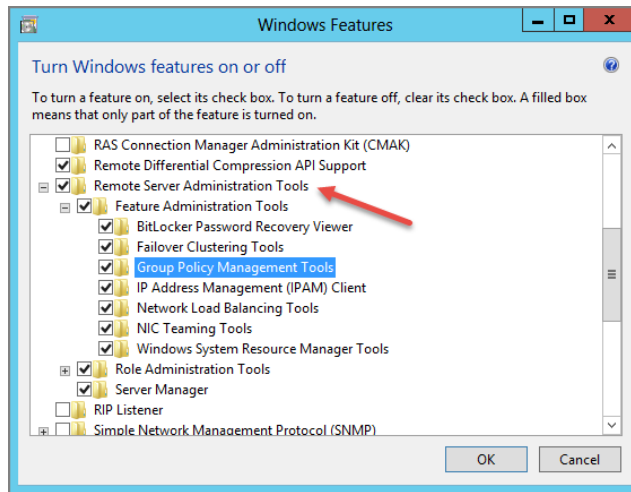 Windows Features
Turn Windows features on or off
To turn a feature on, select its check box. To turn a feature off, clear its check box. A filled box
means that only part of the feature is turned on.
RAS Connection Manager Administration Kit (CMAK)
Remote Differential Compression API Support
Remote Server Administration Tools
Feature Administration Tools
BitLocker Password Recovery Viewer
Failover Clustering Tools
Group Policy Management Tools
IP Address Management (IPAM) Client
Network Load Balancing Tools
NIC Teaming Tools
Windows System Resource Manager Tools
Role Administration Tools
Server Manager
RIP Listener
Simple Network Management Protocol (SNMP)
OK
Cancel